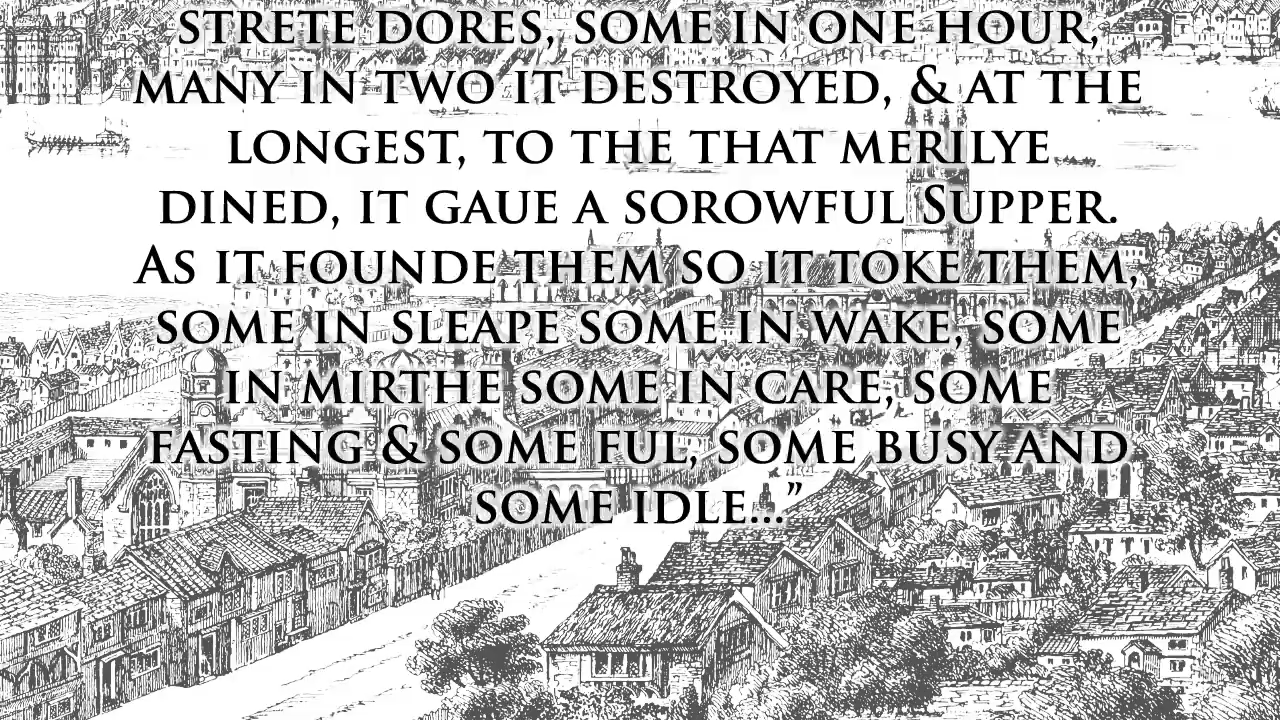 STRETE DORES, SOME IN ONE HOUR,
MANY IN TWO IT DESTROYED, & AT THE
LONGEST, TO THE THAT MERILYE
DINED, IT GAUE A SOROWFUL SUPPER.
AS IT FOUNDE THEM SO IT TOKE THEM,
SOME IN SLEAPE SOME IN WAKE, SOME
IN MIRTHE SOME IN CARE, SOME
FASTING & SOME FUL, SOME BUSY AND
SOME IDLE...”